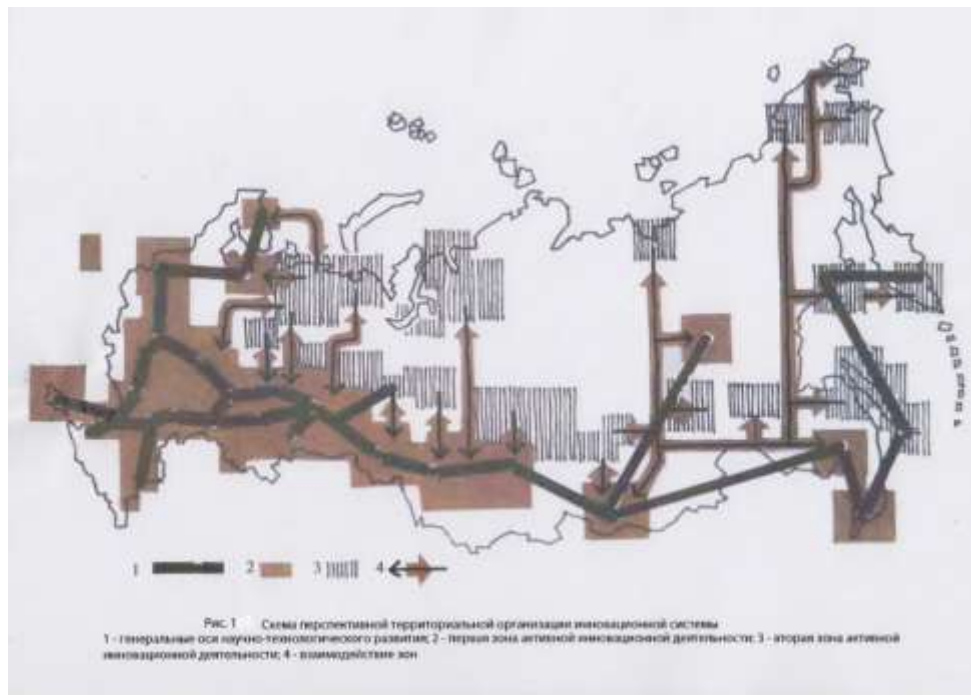 1 2 3 4
Рис. 1 Схема перспективной территориальной организации инновационной системы
1 - генеральные оси научно-технологического развития; 2 - первая зона активной инновационной деятельности; 3 - вторая зона активной
инновационной деятельности; 4 - взаимодействие зон